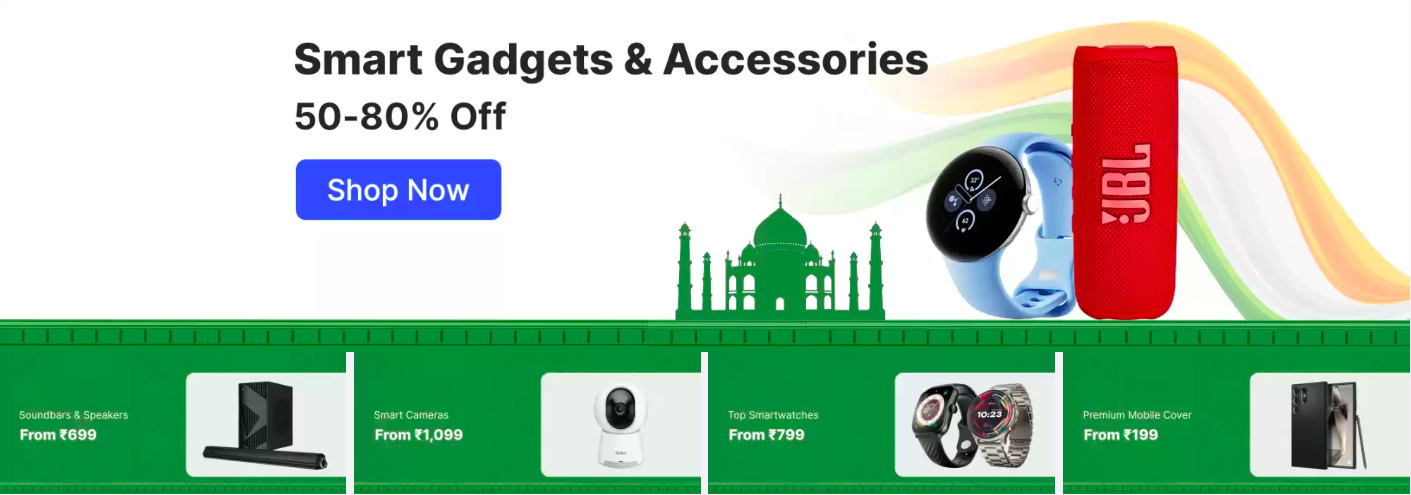 Smart Gadgets & Accessories
50-80% Off
Shop Now
JBL
Soundbars & Speakers
From ₹699
Smart Cameras
From ₹1,099
Top Smartwatches
From ₹799
10:23
Premium Mobile Cover
From ₹199